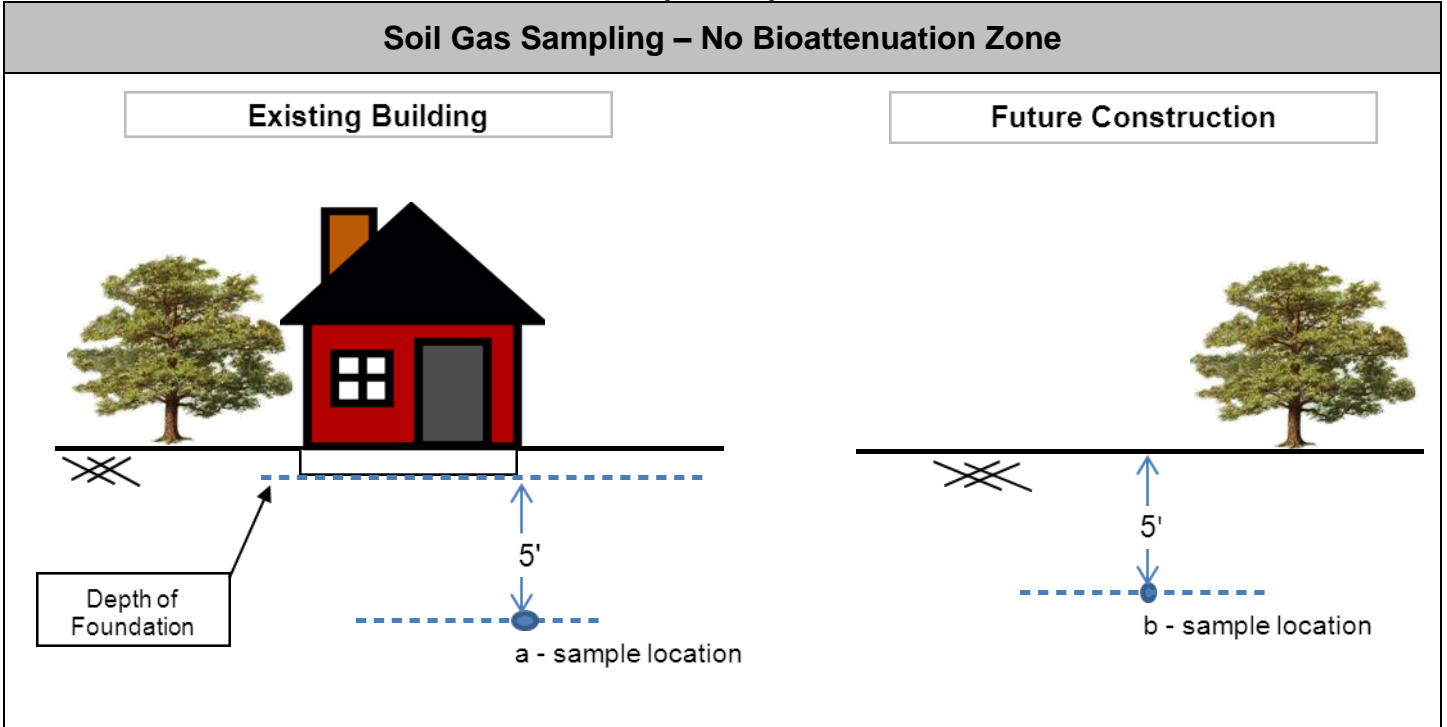 Soil Gas Sampling – No Bioattenuation Zone
Existing Building
Future Construction
5'
Depth of
Foundation
a - sample location
5'
b - sample location